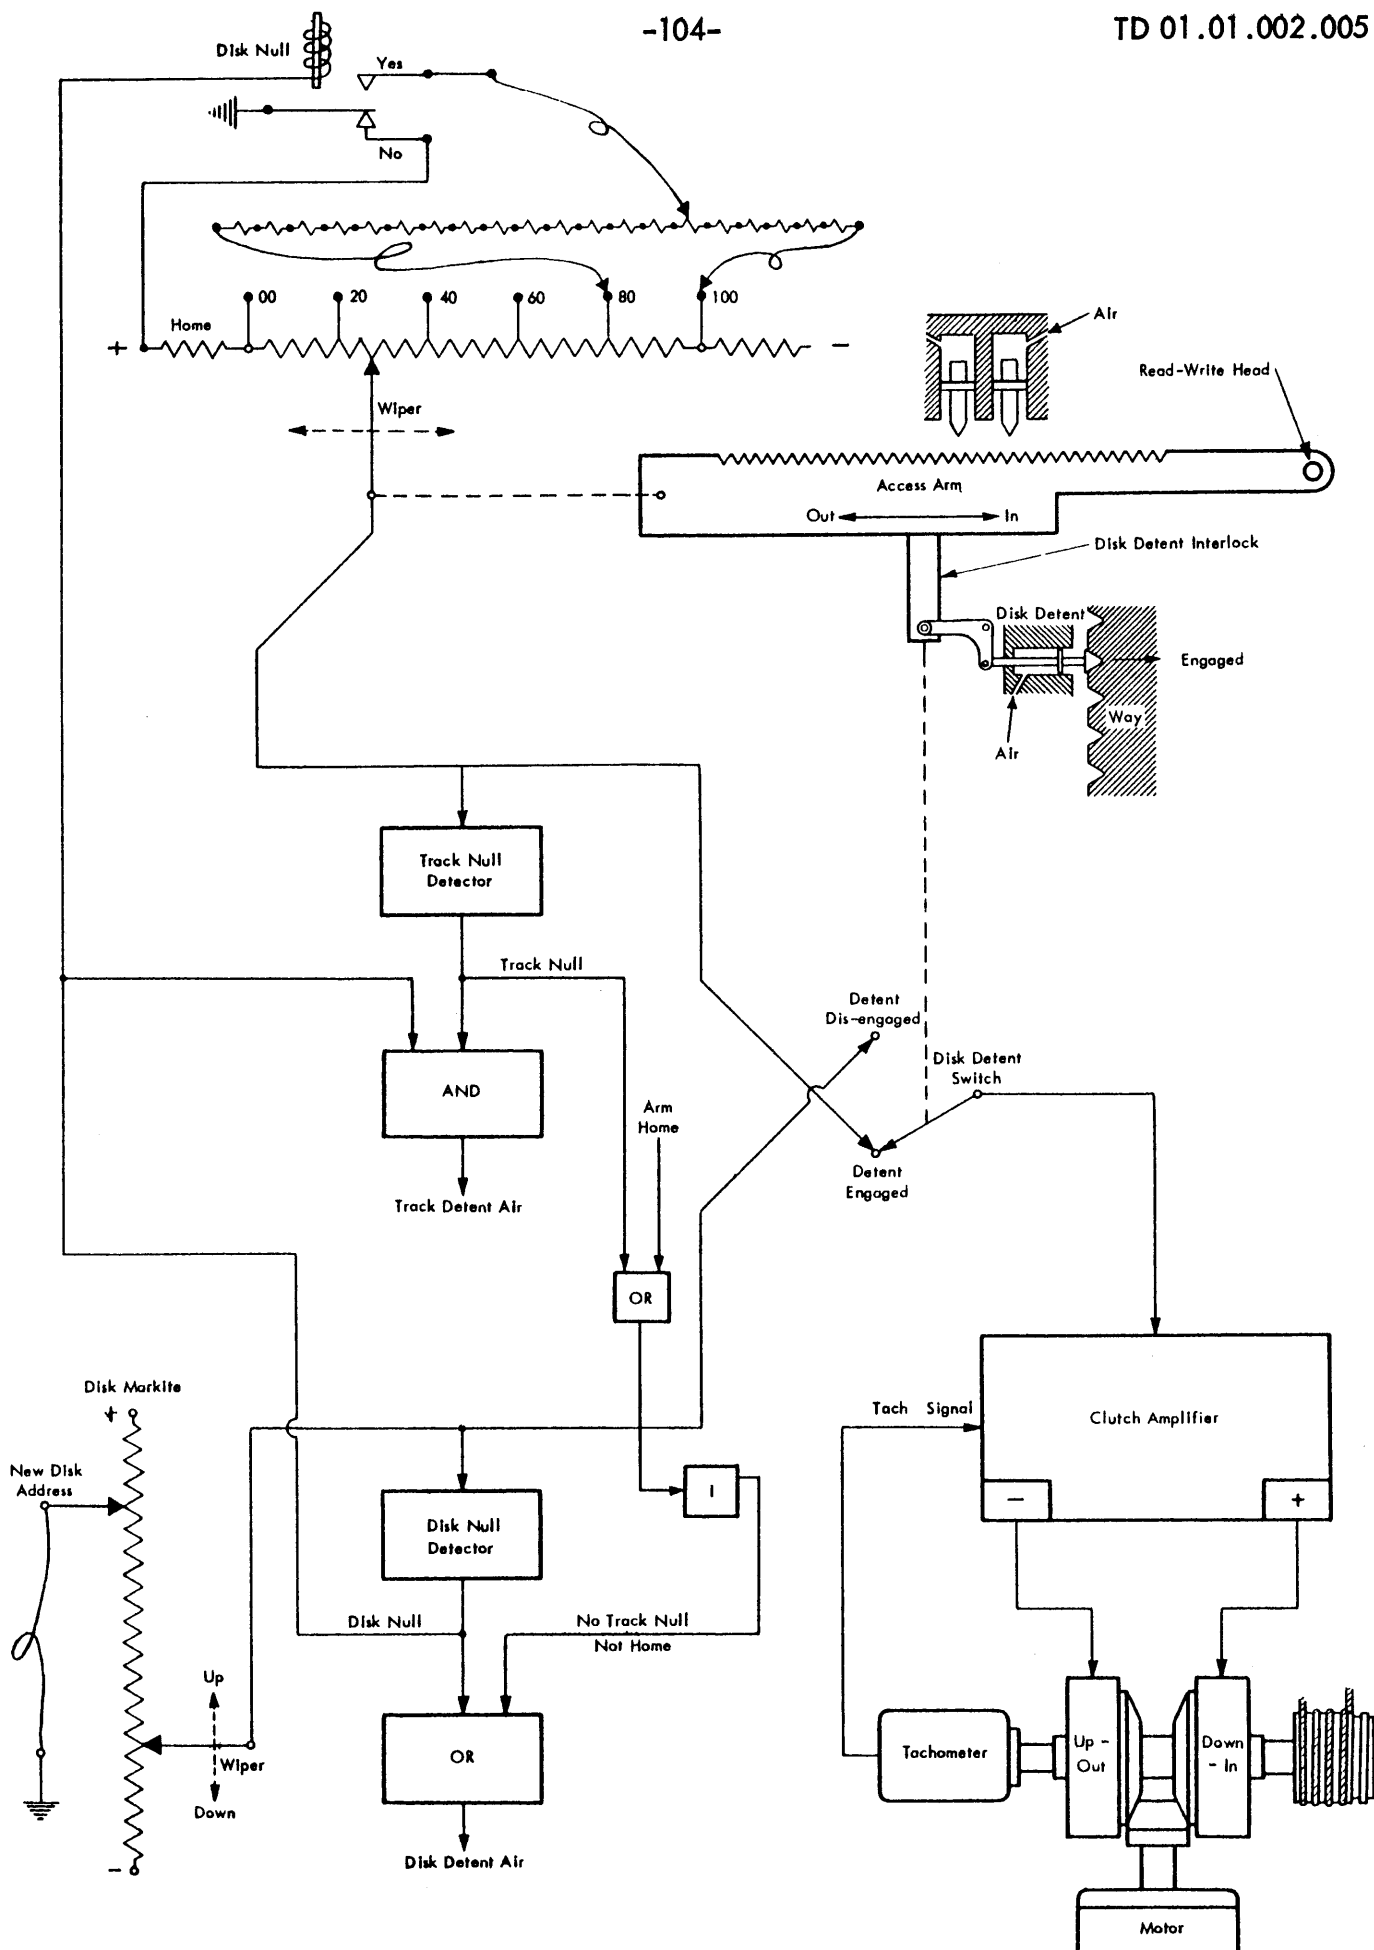 -104-
TD 01.01.002.005
Disk Null
Yes
No
Home
00
20
40
60
80
100
+
-
Wiper
Air
Read-Write Head
Access Arm
Out
In
Disk Detent Interlock
Disk Detent
Engaged
Way
Air
Track Null
Detector
Track Null
AND
Track Detent Air
Arm
Home
Detent
Dis-engaged
Disk Detent
Switch
Detent
Engaged
OR
Disk Markite
+
New Disk
Address
Tach Signal
Clutch Amplifier
-
+
I
Disk Null
Detector
Disk Null
No Track Null
Not Home
Up
Wiper
Down
-
OR
Disk Detent Air
Tachometer
Up -
Out
Down
- In
Motor